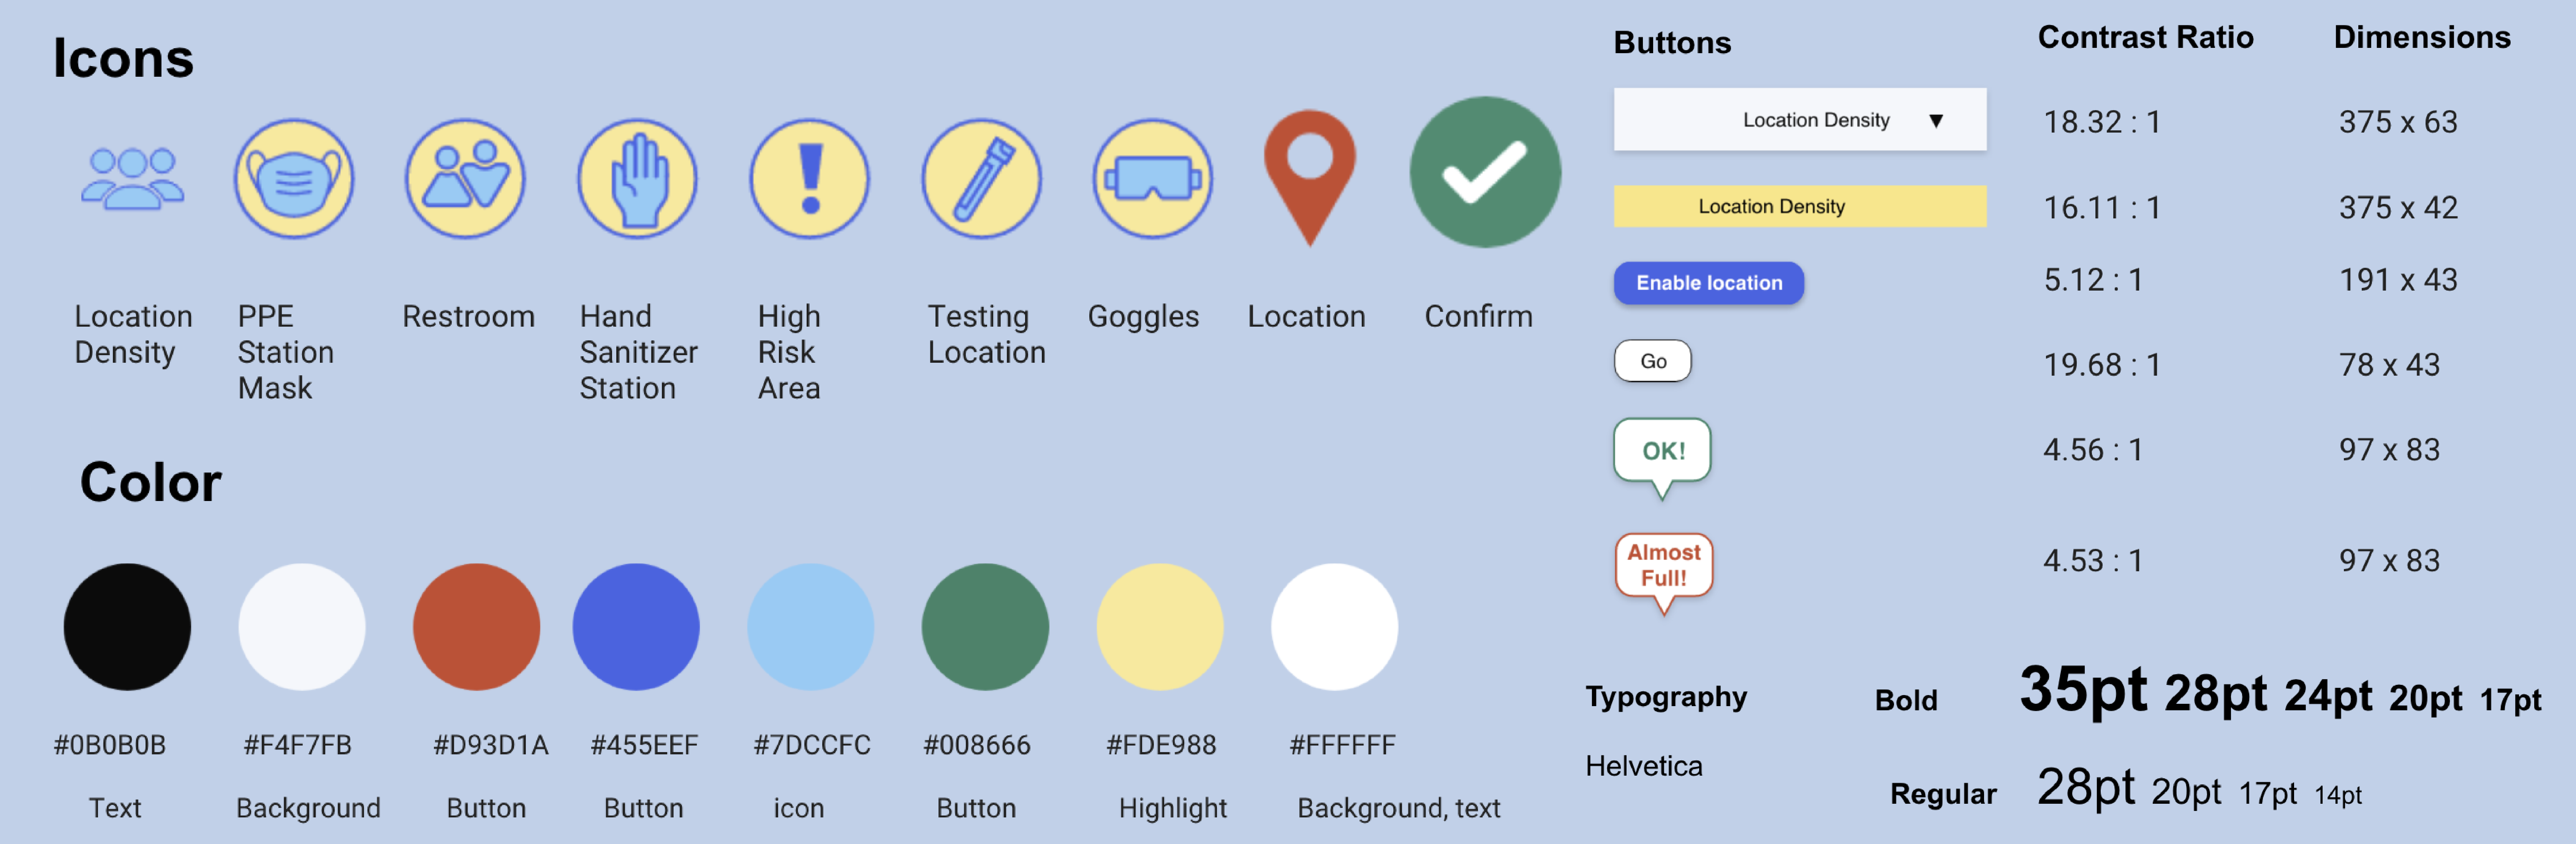 Icons
Location
Density
PPE
Station
Mask
Restroom
Hand
Sanitizer
Station
High
Risk
Area
Testing
Location
Goggles
Location
Confirm
Color
#0B0B0B
#F4F7FB
#D93D1A
#455EEF
#7DCCFC
#008666
#FDE988
#FFFFFF
Text
Background
Button
Button
icon
Button
Highlight
Background, text
Buttons
Contrast Ratio
Dimensions
Location Density ▼
18.32 : 1
375 x 63
Location Density
16.11 : 1
375 x 42
Enable location
5.12 : 1
191 x 43
Go
19.68 : 1
78 x 43
OK!
4.56 : 1
97 x 83
Almost
Full!
4.53 : 1
97 x 83
Typography
Bold
35pt 28pt 24pt 20pt 17pt
Helvetica
Regular
28pt 20pt 17pt 14pt